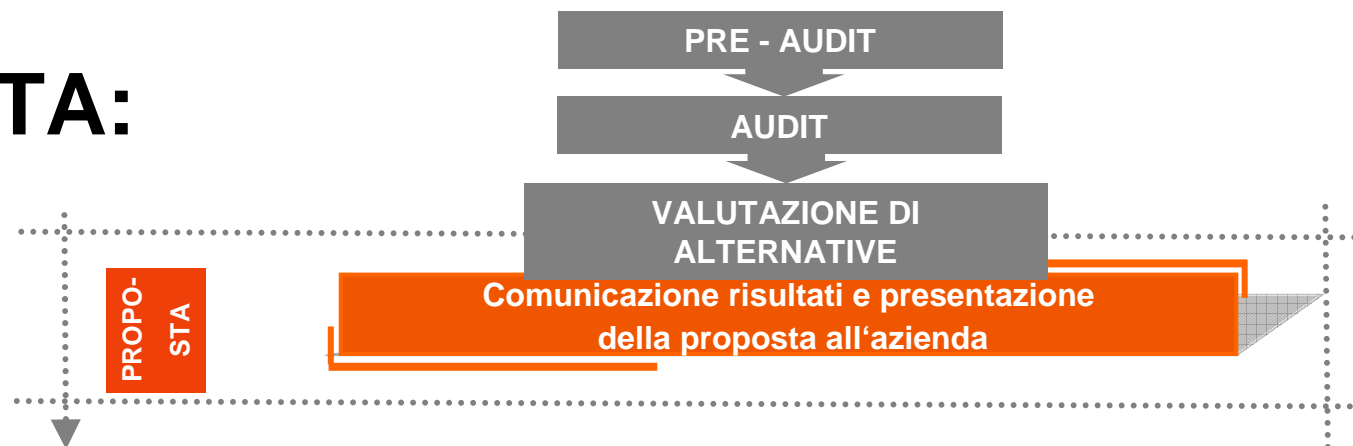 TA:
PRE - AUDIT
AUDIT
VALUTAZIONE DI
ALTERNATIVE
PROPO-
STA
Comunicazione risultati e presentazione
della proposta all‘azienda